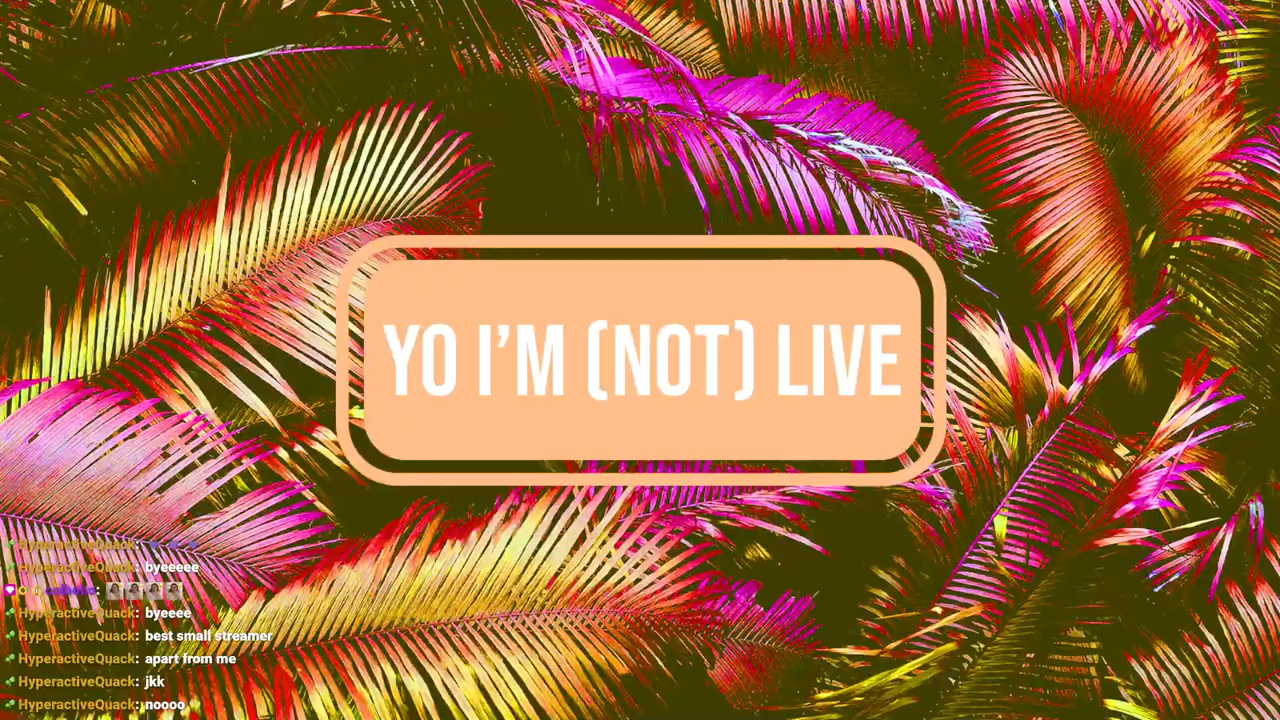 YO I’M (NOT) LIVE
HyperactiveQuack:
HyperactiveQuack: byeeeee
HyperactiveQuack: byeeee
HyperactiveQuack: best small streamer
HyperactiveQuack: apart from me
HyperactiveQuack: jkk
HyperactiveQuack: noooo